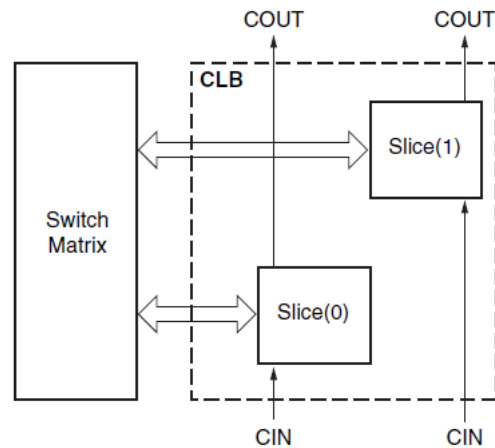 COUT COUT
CLB
Slice(1)
Switch
Matrix
Slice(0)
CIN CIN